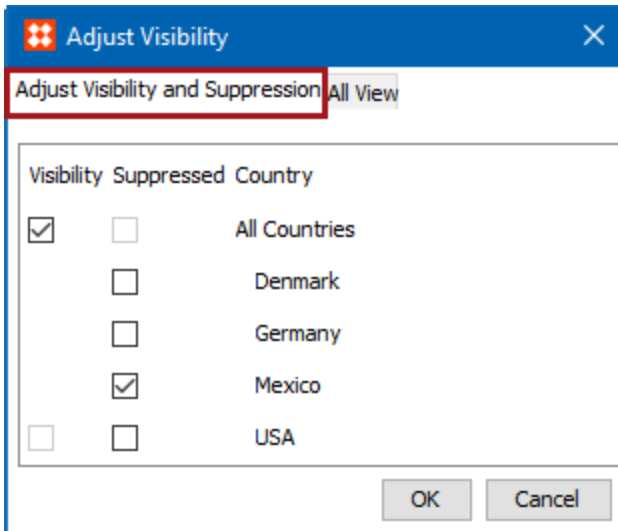 Adjust Visibility
Adjust Visibility and Suppression All View
Visibility Suppressed Country
All Countries
Denmark
Germany
Mexico
USA
OK Cancel